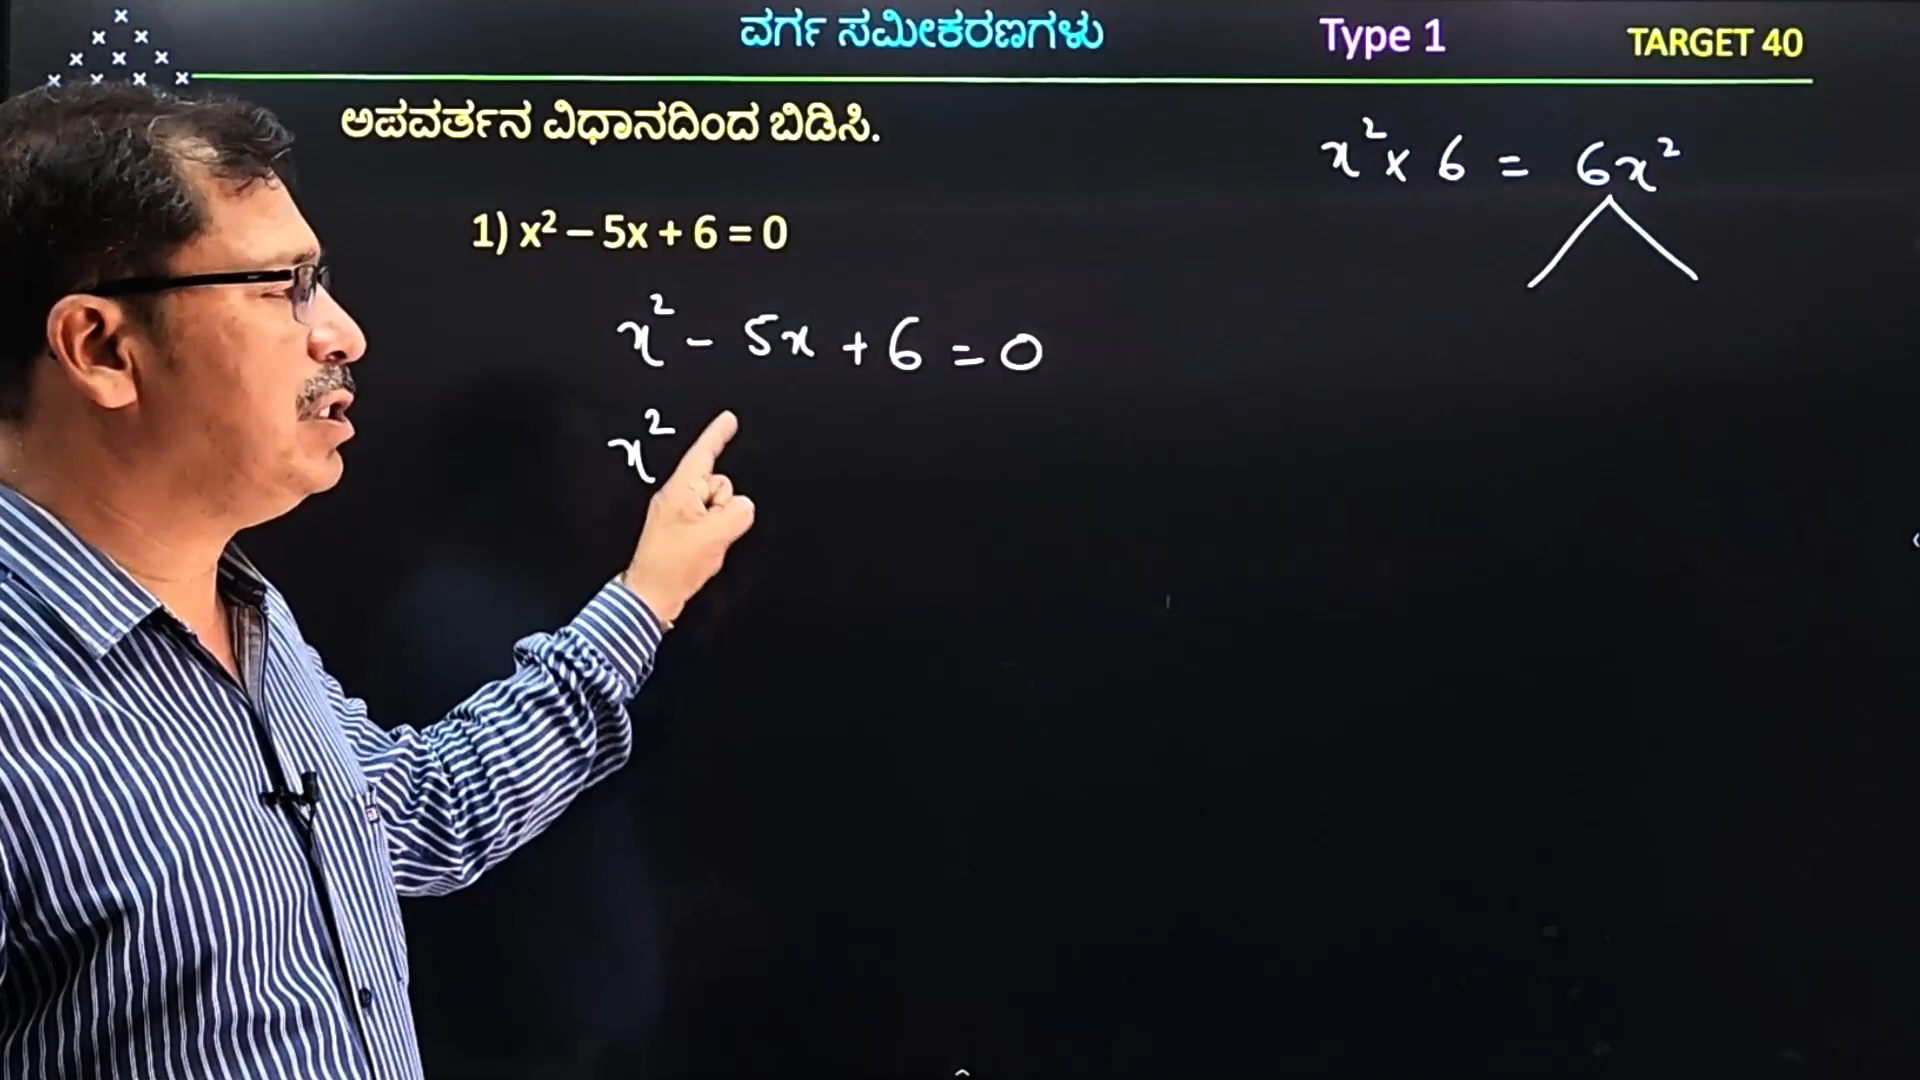 ವರ್ಗ ಸಮೀಕರಣಗಳು Type 1 TARGET 40
ಅಪವರ್ತನ ವಿಧಾನದಿಂದ ಬಿಡಿಸಿ.
x² × 6 = 6x²
1) x² – 5x + 6 = 0
x² - 5x + 6 = 0
x²